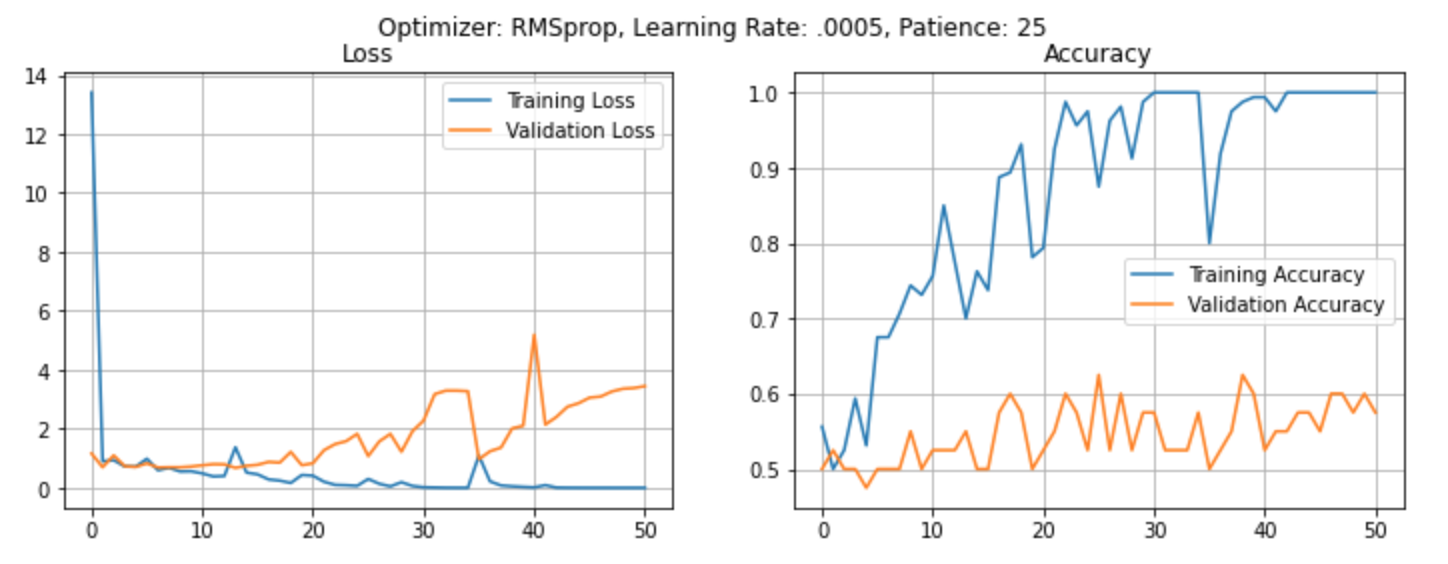 Optimizer: RMSprop, Learning Rate: .0005, Patience: 25
Loss
14
12
10
8
6
4
2
0
0 10 20 30 40 50
Training Loss
Validation Loss
Accuracy
1.0
0.9
0.8
0.7
0.6
0.5
0 10 20 30 40 50
Training Accuracy
Validation Accuracy